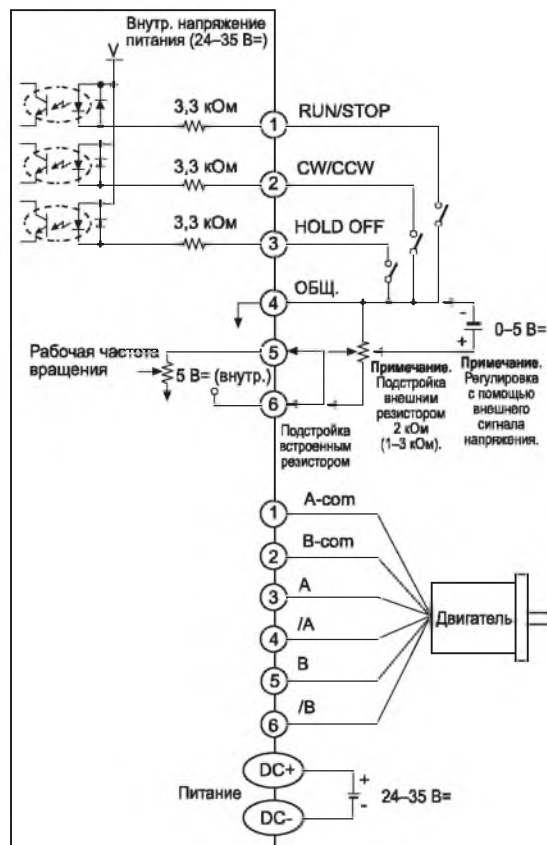 Внутр. напряжение
питания (24–35 В=)
V
3,3 кОм
1
RUN/STOP
3,3 кОм
2
CW/CCW
3,3 кОм
3
HOLD OFF
4
ОБЩ.
-
+
0–5 В=
5
Рабочая частота
вращения
5 В= (внутр.)
6
Подстройка
встроенным
резистором
Примечание.
Подстройка
внешним
резистором
2 кОм
(1–3 кОм).
Примечание.
Регулировка
с помощью
внешнего
сигнала
напряжения.
1
A-com
2
B-com
3
A
4
/A
5
B
6
/B
Двигатель
Питание
DC+
DC-
+
-
24–35 В=